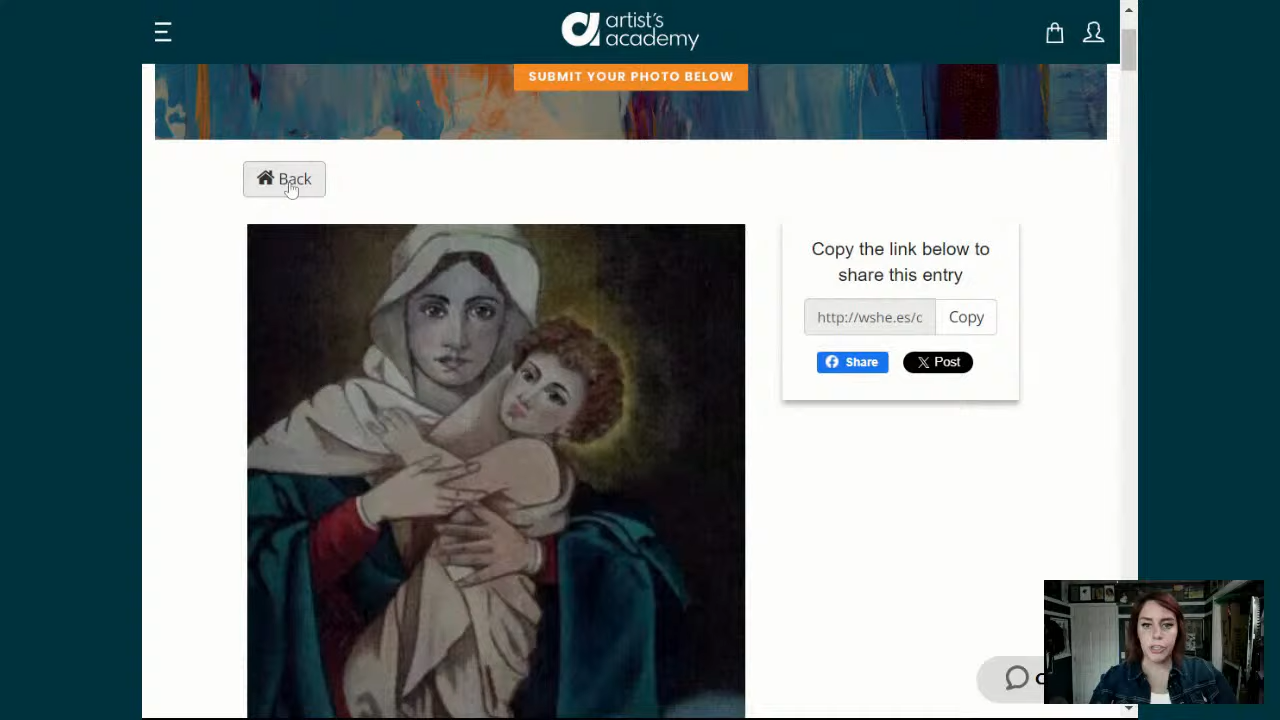 artist's
academy
SUBMIT YOUR PHOTO BELOW
Back
Copy the link below to
share this entry
http://wshe.es/c
Copy
Share
Post